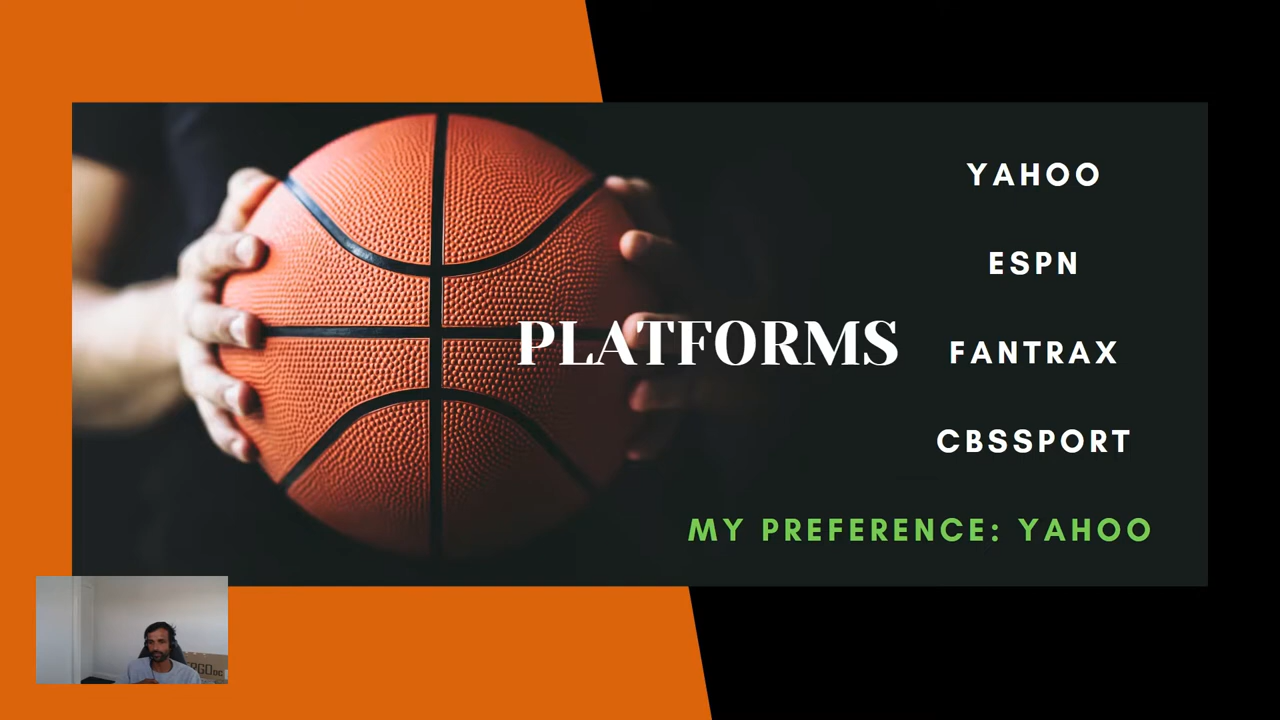 YAHOO
ESPN
PLATFORMS
FANTRAX
CBSSPORT
MY PREFERENCE: YAHOO